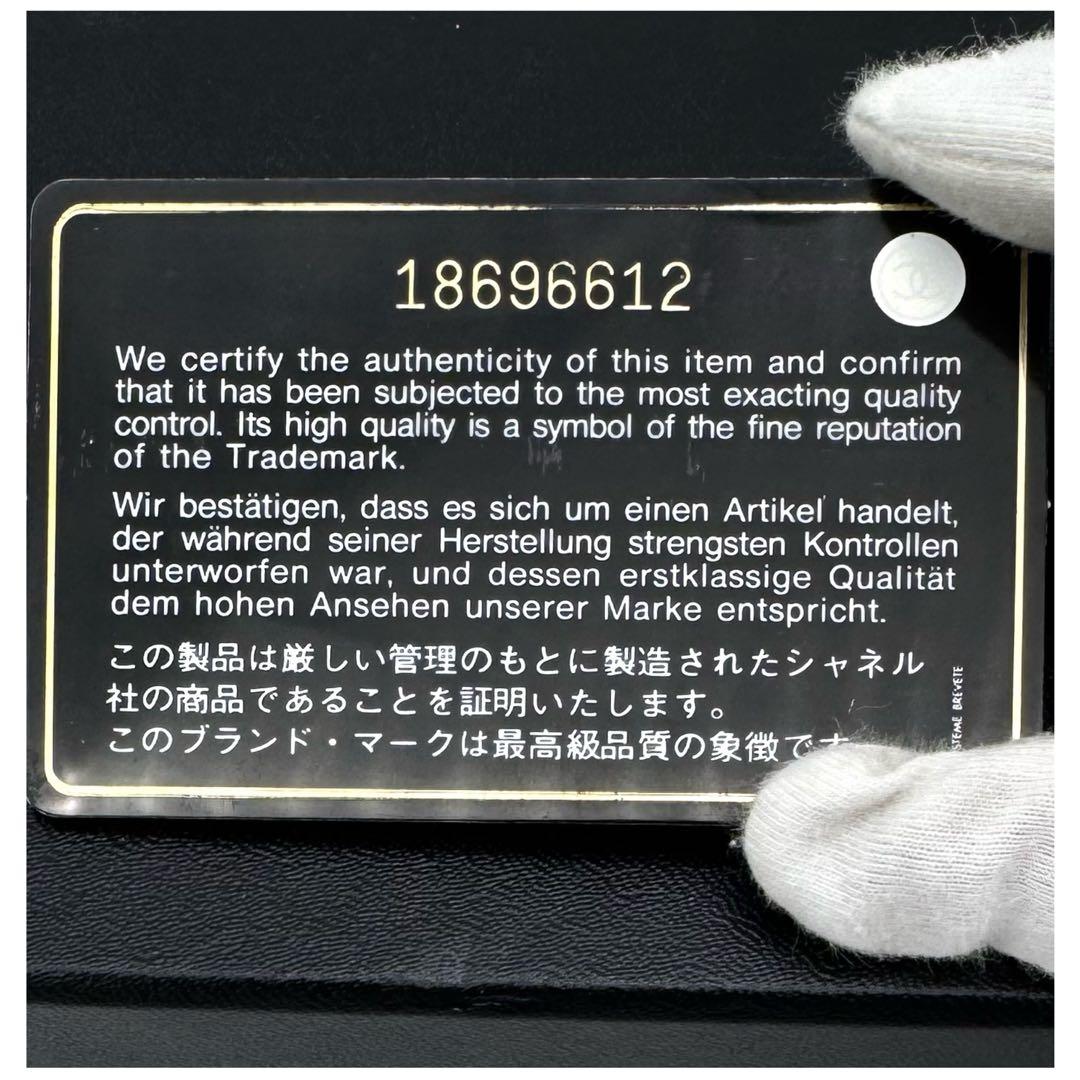 18696612
We certify the authenticity of this item and confirm
that it has been subjected to the most exacting quality
control. Its high quality is a symbol of the fine reputation
of the Trademark.
Wir bestätigen, dass es sich um einen Artikel handelt,
der während seiner Herstellung strengsten Kontrollen
unterworfen war, und dessen erstklassige Qualität
dem hohen Ansehen unserer Marke entspricht.
この製品は厳しい管理のもとに製造されたシャネル
社の商品であることを証明いたします。
このブランド・マークは最高級品質の象徴で
BREVETE